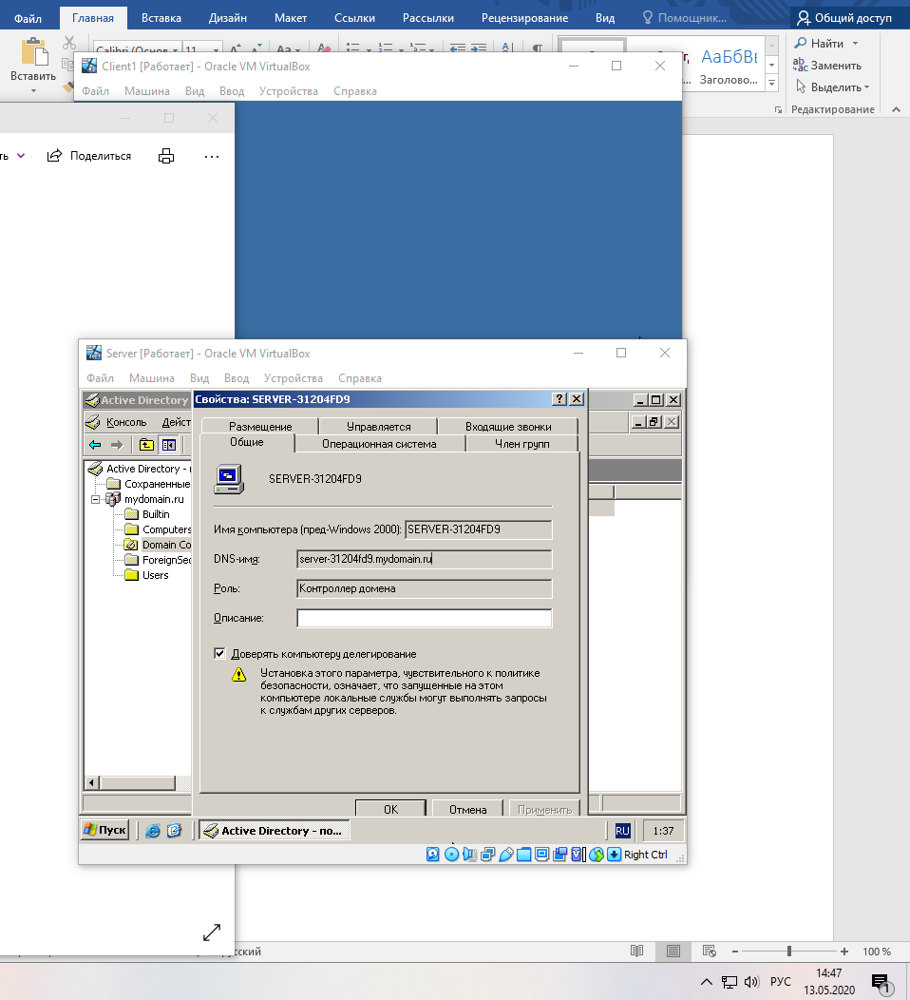 Файл Главная Вставка Дизайн Макет Ссылки Рассылки Рецензирование Вид Помощник... Общий доступ
Вставить
Calibri (Основ 11
АаБбВ
Заголово...
Найти
Заменить
Выделить
Редактирование
Client1 [Работает] - Oracle VM VirtualBox
Файл Машина Вид Ввод Устройства Справка
ть Поделиться
Server [Работает] - Oracle VM VirtualBox
Файл Машина Вид Ввод Устройства Справка
Active Directory
Консоль Дейст
Active Directory -
Сохраненные
mydomain.ru
Builtin
Computers
Domain Co
ForeignSec
Users
Свойства: SERVER-31204FD9
Размещение Управляется Входящие звонки
Общие Операционная система Член групп
SERVER-31204FD9
Имя компьютера (пред-Windows 2000): SERVER-31204FD9
DNS-имя: server-31204fd9.mydomain.ru
Роль: Контроллер домена
Описание:
Доверять компьютеру делегирование
Установка этого параметра, чувствительного к политике
безопасности, означает, что запущенные на этом
компьютере локальные службы могут выполнять запросы
к службам других серверов.
OK Отмена Применить
Пуск Active Directory - по... RU 1:37
Right Ctrl
усский 100 %
РУС 14:47
13.05.2020
1